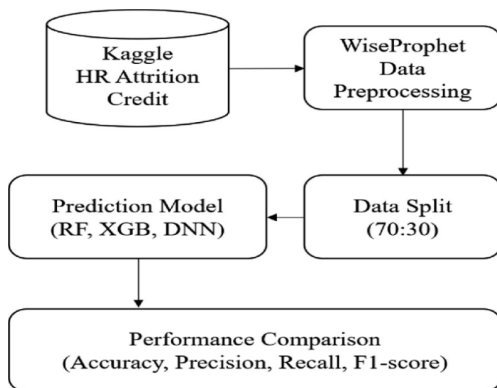 Kaggle
HR Attrition
Credit
WiseProphet
Data
Preprocessing
Prediction Model
(RF, XGB, DNN)
Data Split
(70:30)
Performance Comparison
(Accuracy, Precision, Recall, F1-score)